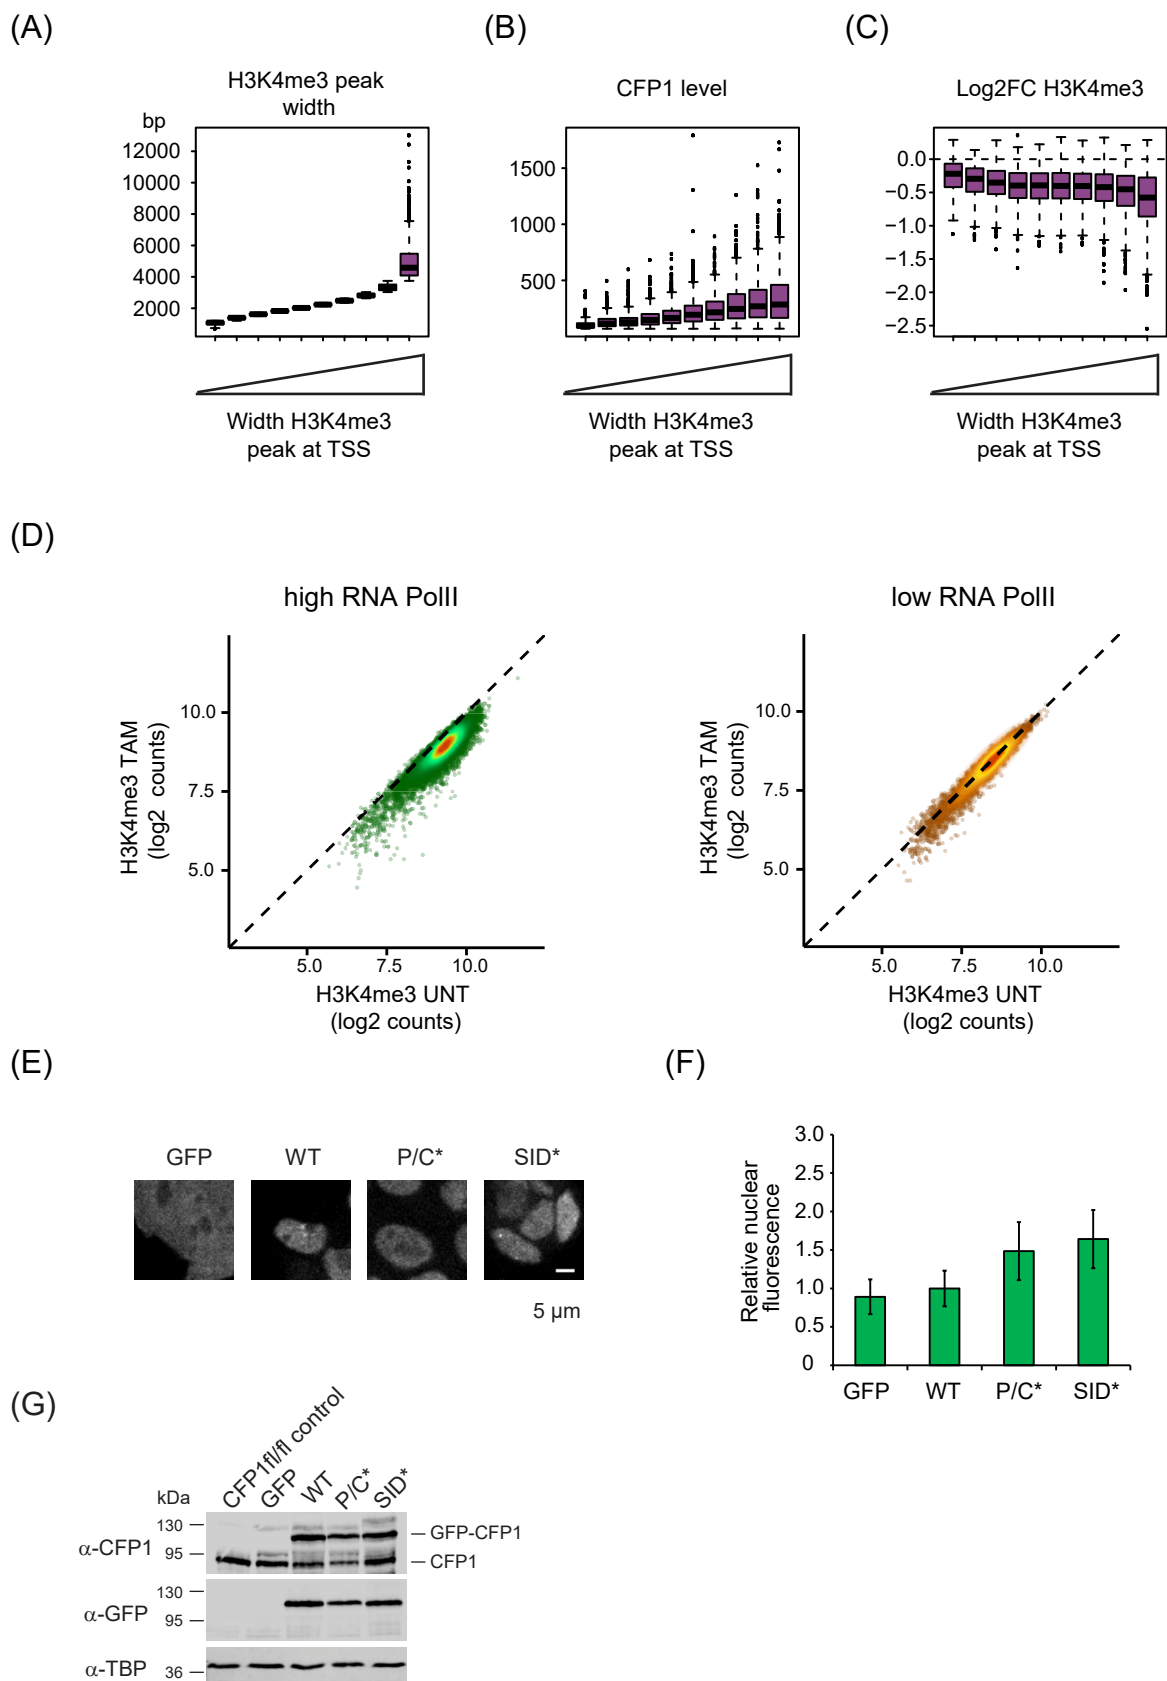 (A)
H3K4me3 peak
width
bp
12000
10000
8000
6000
4000
2000
Width H3K4me3
peak at TSS
(B)
CFP1 level
1500
1000
500
Width H3K4me3
peak at TSS
(C)
Log2FC H3K4me3
0.0
−0.5
−1.0
−1.5
−2.0
−2.5
Width H3K4me3
peak at TSS
(D)
high RNA PolII
H3K4me3 TAM
(log2 counts)
10.0
7.5
5.0
5.0 7.5 10.0
H3K4me3 UNT
(log2 counts)
low RNA PolII
H3K4me3 TAM
(log2 counts)
10.0
7.5
5.0
5.0 7.5 10.0
H3K4me3 UNT
(log2 counts)
(E)
GFP WT P/C* SID*
5 µm
(F)
Relative nuclear
fluorescence
3.0
2.5
2.0
1.5
1.0
0.5
0
GFP WT P/C* SID*
(G)
CFP1fl/fl control
GFP
WT
P/C*
SID*
kDa
α-CFP1
130
95
GFP-CFP1
CFP1
α-GFP
130
95
α-TBP
36